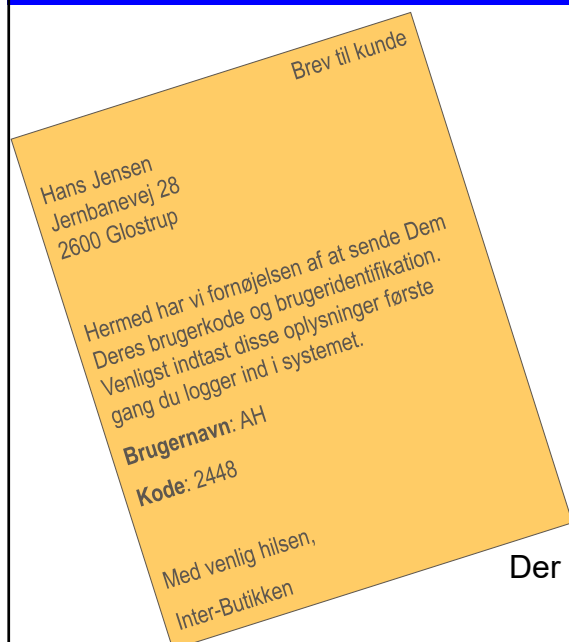 Brev til kunde
Hans Jensen
Jernbanevej 28
2600 Glostrup
Hermed har vi fornøjelsen af at sende Dem
Deres brugerkode og brugeridentifikation.
Venligst indtast disse oplysninger første
gang du logger ind i systemet.
Brugernavn: AH
Kode: 2448
Med venlig hilsen,
Inter-Butikken
Der